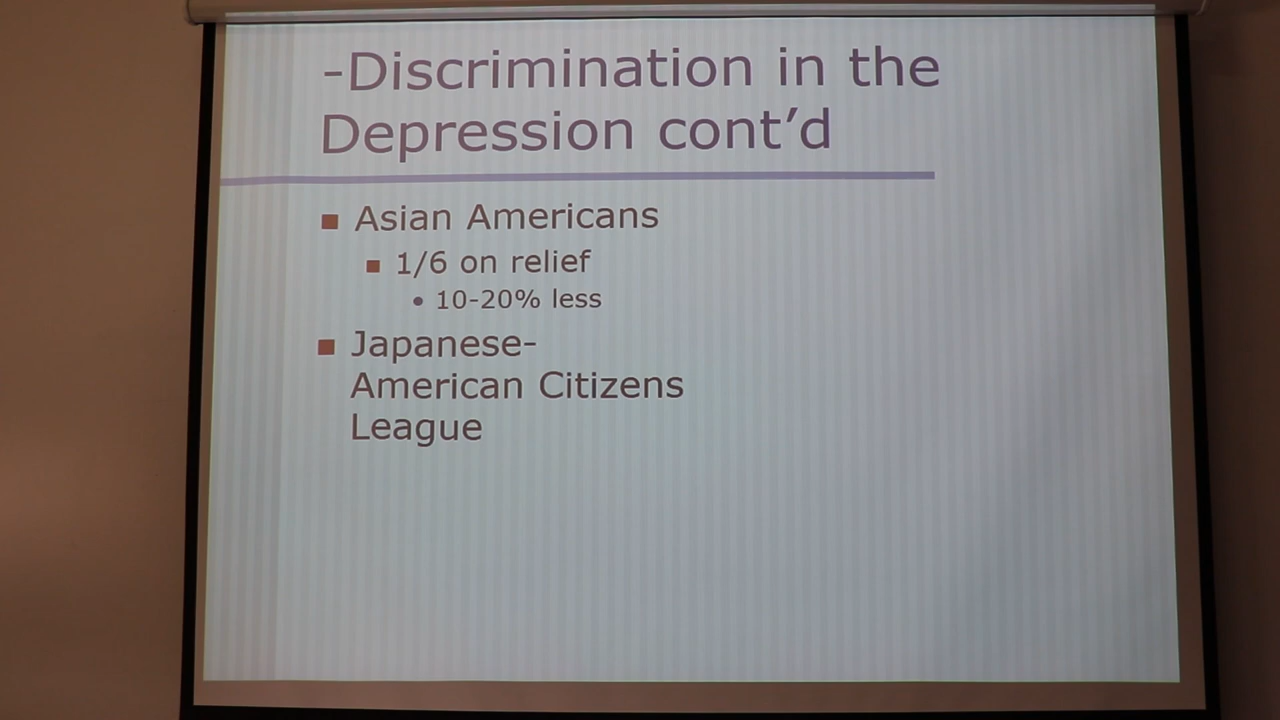 -Discrimination in the
Depression cont’d
Asian Americans
1/6 on relief
10-20% less
Japanese-
American Citizens
League